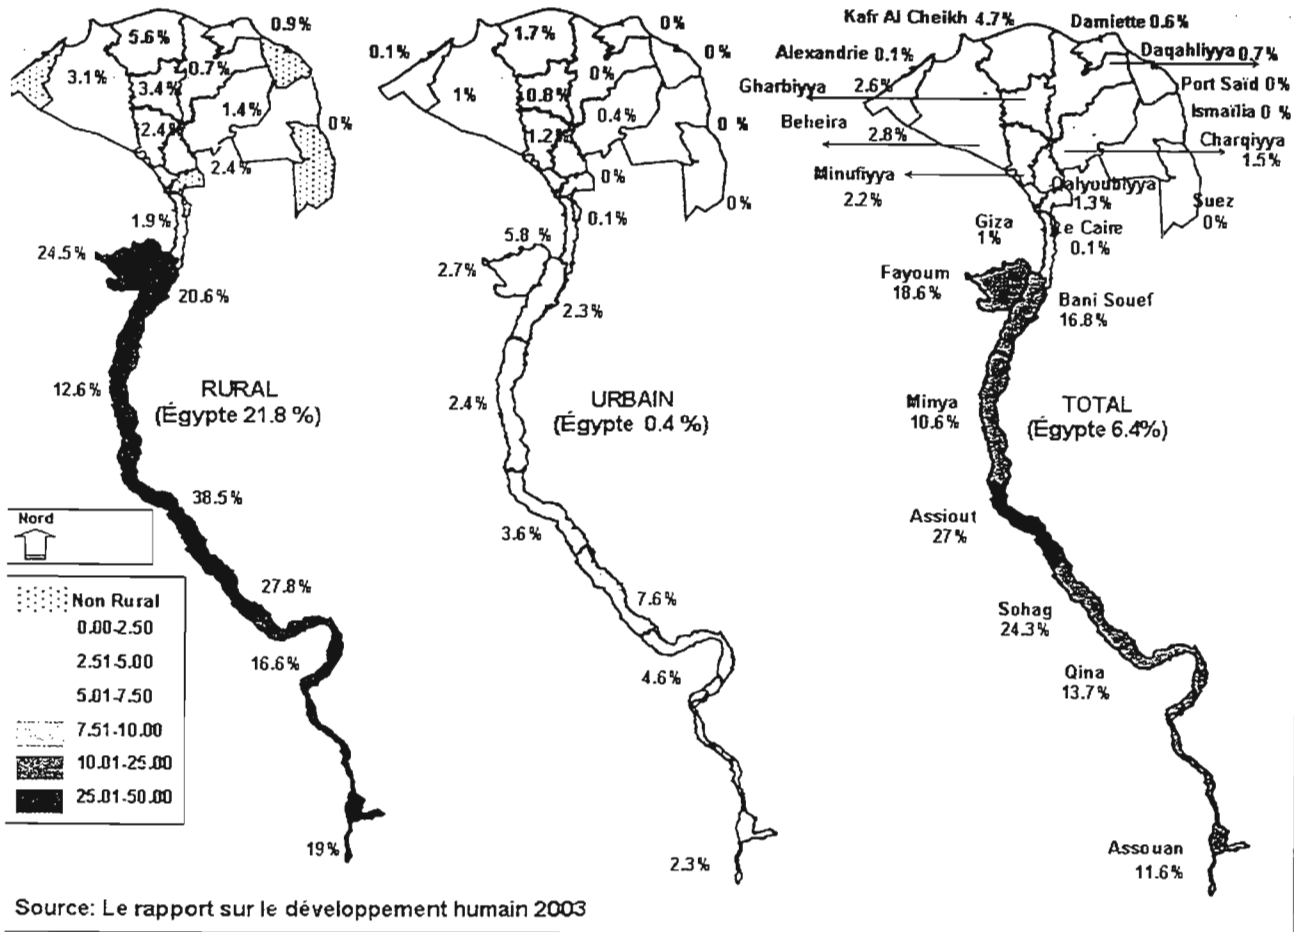 0.9%
5.6%
3.1%
0.7%
3.4%
1.4%
2.4%
0%
2.4%
1.9%
24.5%
20.6%
12.6%
RURAL
(Égypte 21.8 %)
38.5%
27.8%
16.6%
19%
Nord
Non Rural
0.00-2.50
2.51-5.00
5.01-7.50
7.51-10.00
10.01-25.00
25.01-50.00
0.1%
1.7%
0%
0%
0%
1%
0.8%
0.4%
0%
1.2%
0%
0%
0.1%
5.8 %
2.7%
2.3%
2.4%
URBAIN
(Égypte 0.4 %)
3.6%
7.6%
4.6%
2.3%
Kafr Al Cheikh 4.7%
Damiette 0.6%
Alexandrie 0.1%
Daqahliyya 0.7%
Gharbiyya 2.6%
Port Saïd 0%
Ismaïlia 0 %
Beheira 2.8%
Charqiyya
1.5%
Minufiyya
2.2%
Qalyoubiyya
1.3%
Suez
0%
Giza
1%
Le Caire
0.1%
Fayoum
18.6%
Bani Souef
16.8%
Minya
10.6%
TOTAL
(Égypte 6.4%)
Assiout
27%
Sohag
24.3%
Qina
13.7%
Assouan
11.6%
Source: Le rapport sur le développement humain 2003